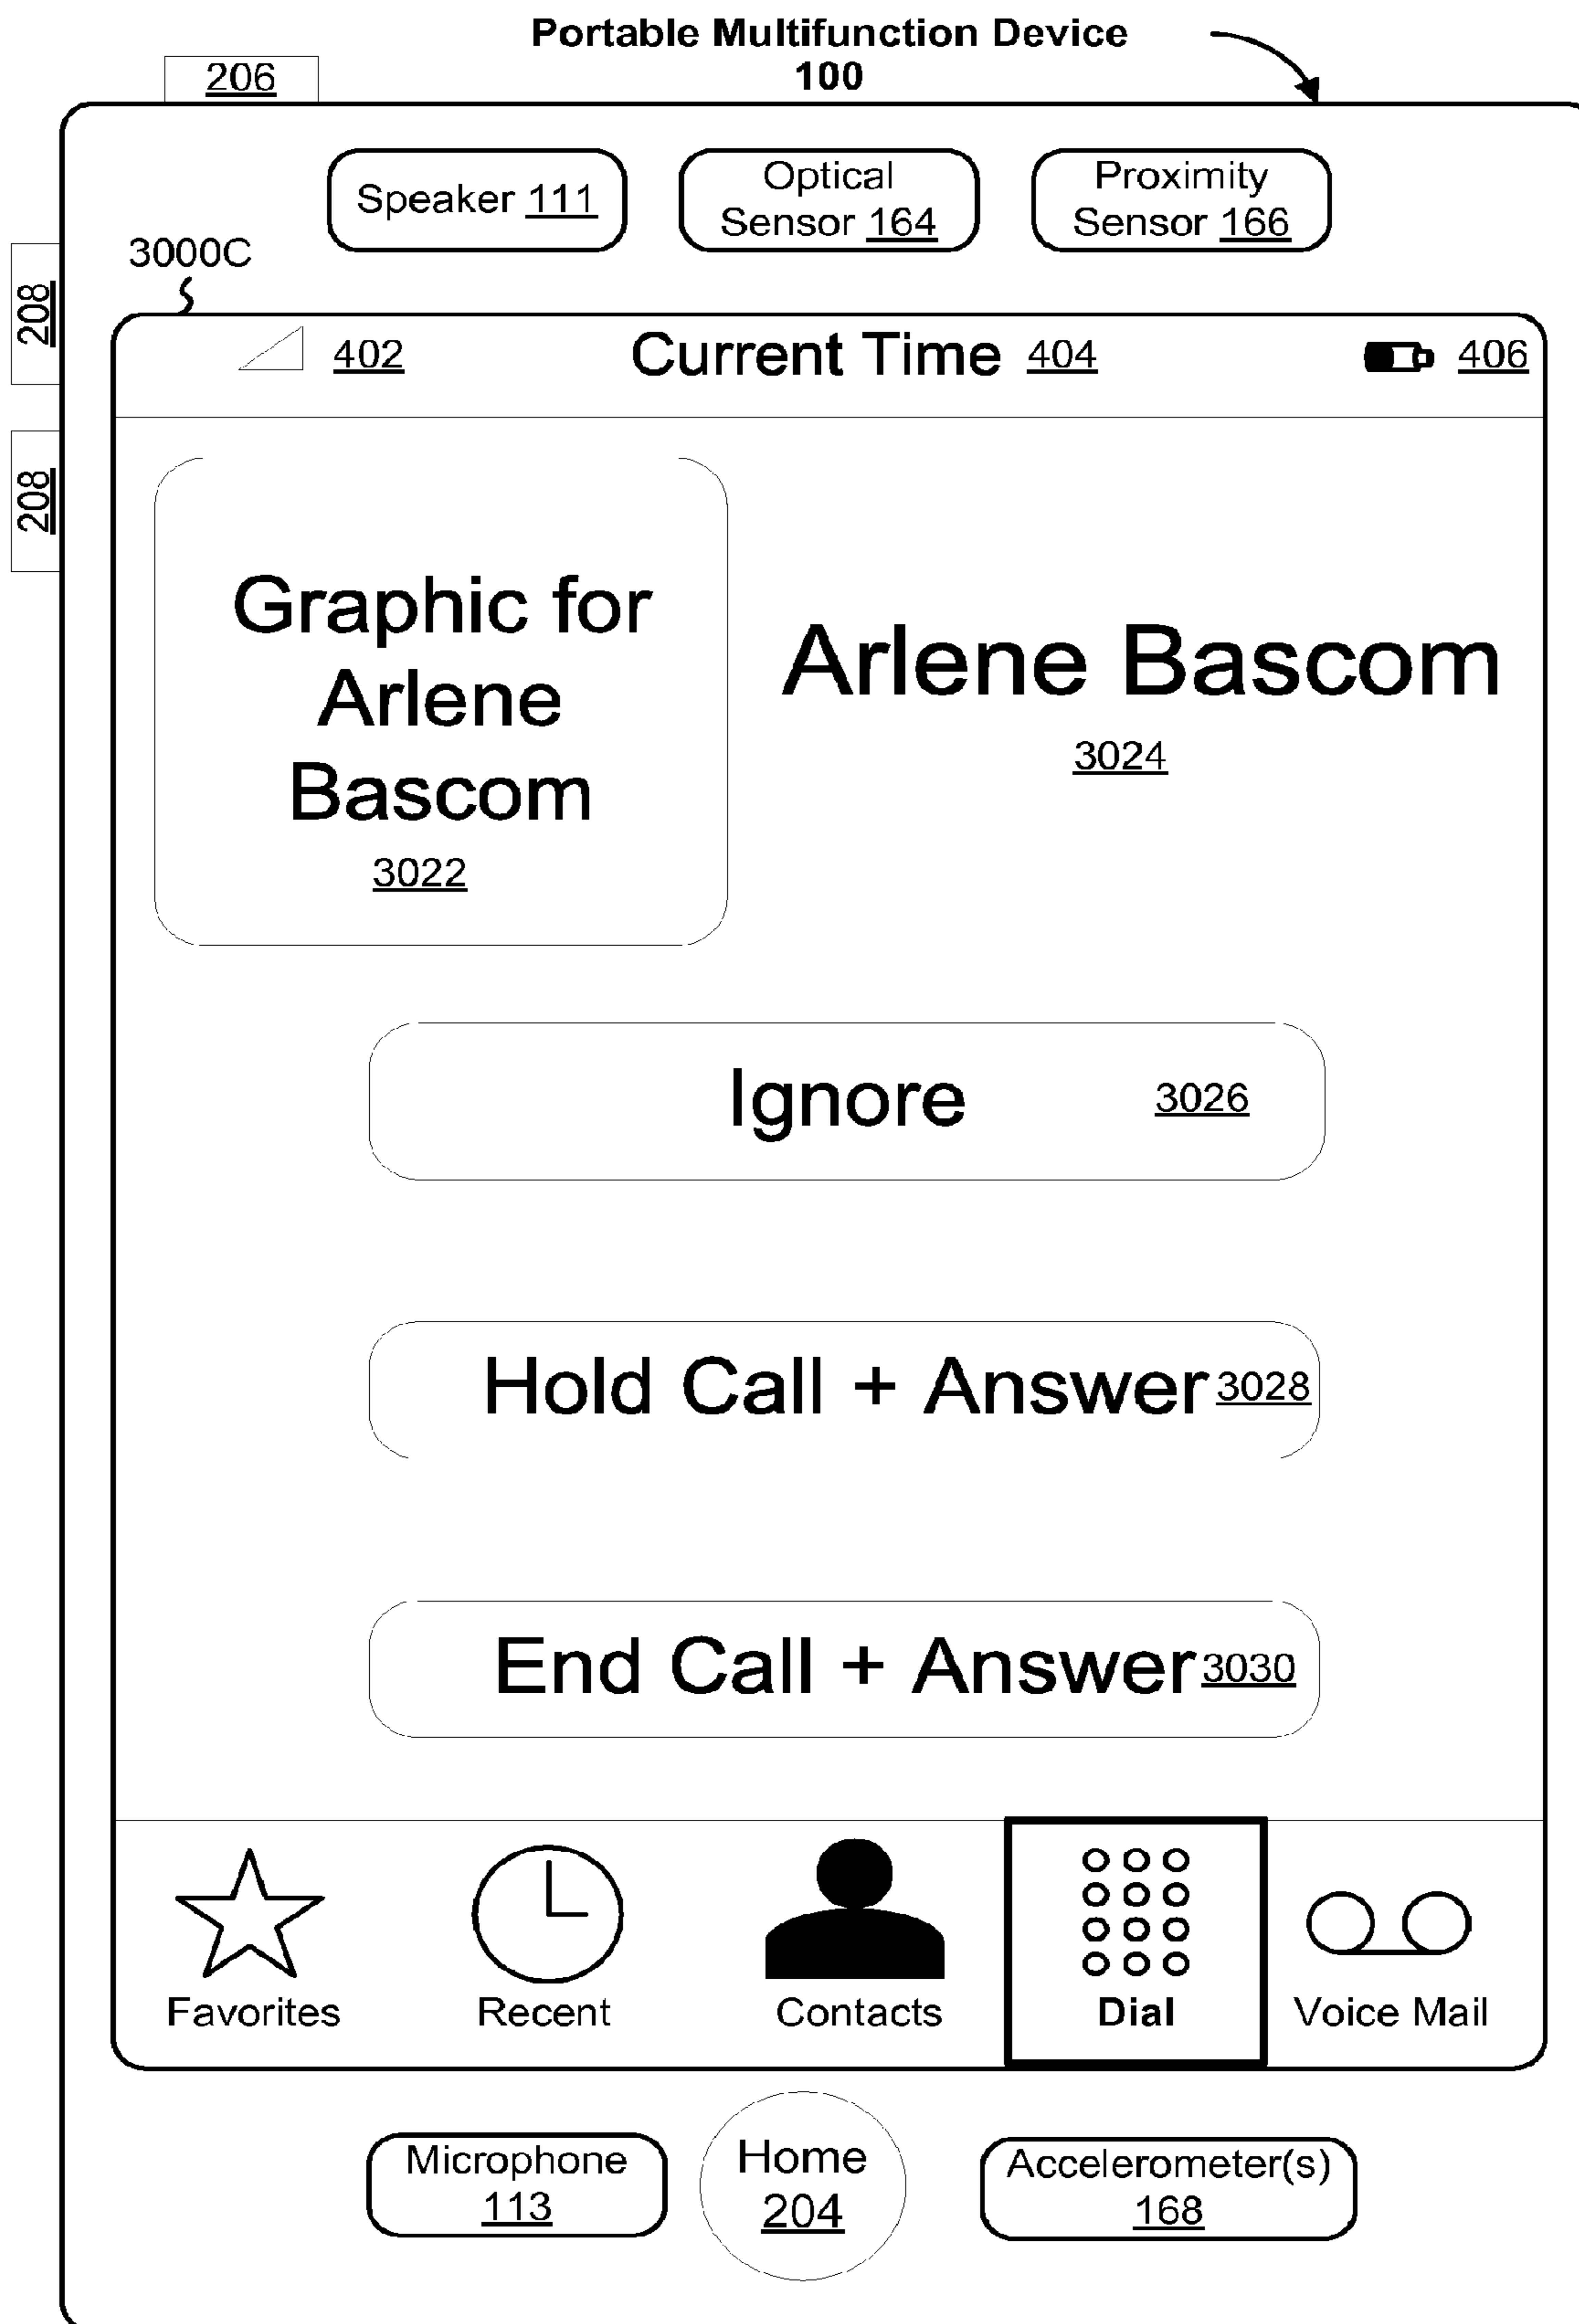 Portable Multifunction Device
100
206
Speaker 111
Optical
Sensor 164
Proximity
Sensor 166
3000C
208
208
402
Current Time 404
406
Graphic for
Arlene
Bascom
3022
Arlene Bascom
3024
Ignore 3026
Hold Call + Answer 3028
End Call + Answer 3030
Favorites
Recent
Contacts
Dial
Voice Mail
Microphone
113
Home
204
Accelerometer(s)
168